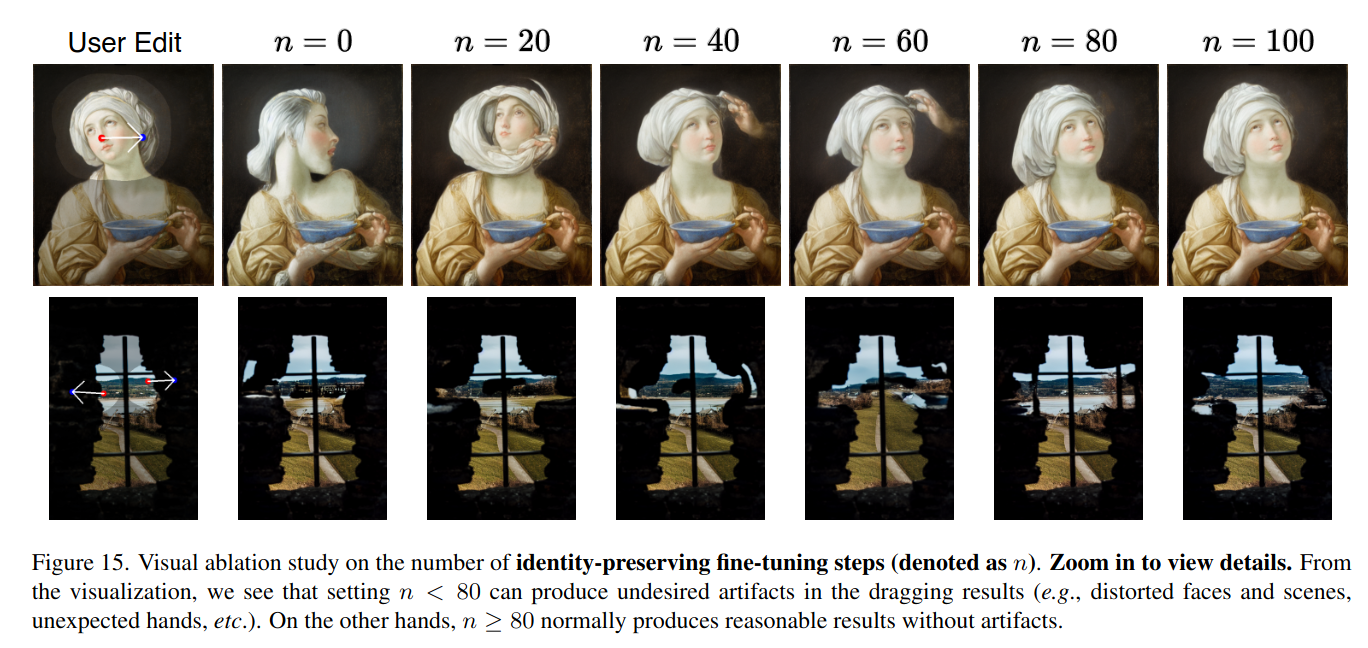 User Edit n = 0 n = 20 n = 40 n = 60 n = 80 n = 100
Figure 15. Visual ablation study on the number of identity-preserving fine-tuning steps (denoted as n). Zoom in to view details. From
the visualization, we see that setting n < 80 can produce undesired artifacts in the dragging results (e.g., distorted faces and scenes,
unexpected hands, etc.). On the other hands, n ≥ 80 normally produces reasonable results without artifacts.